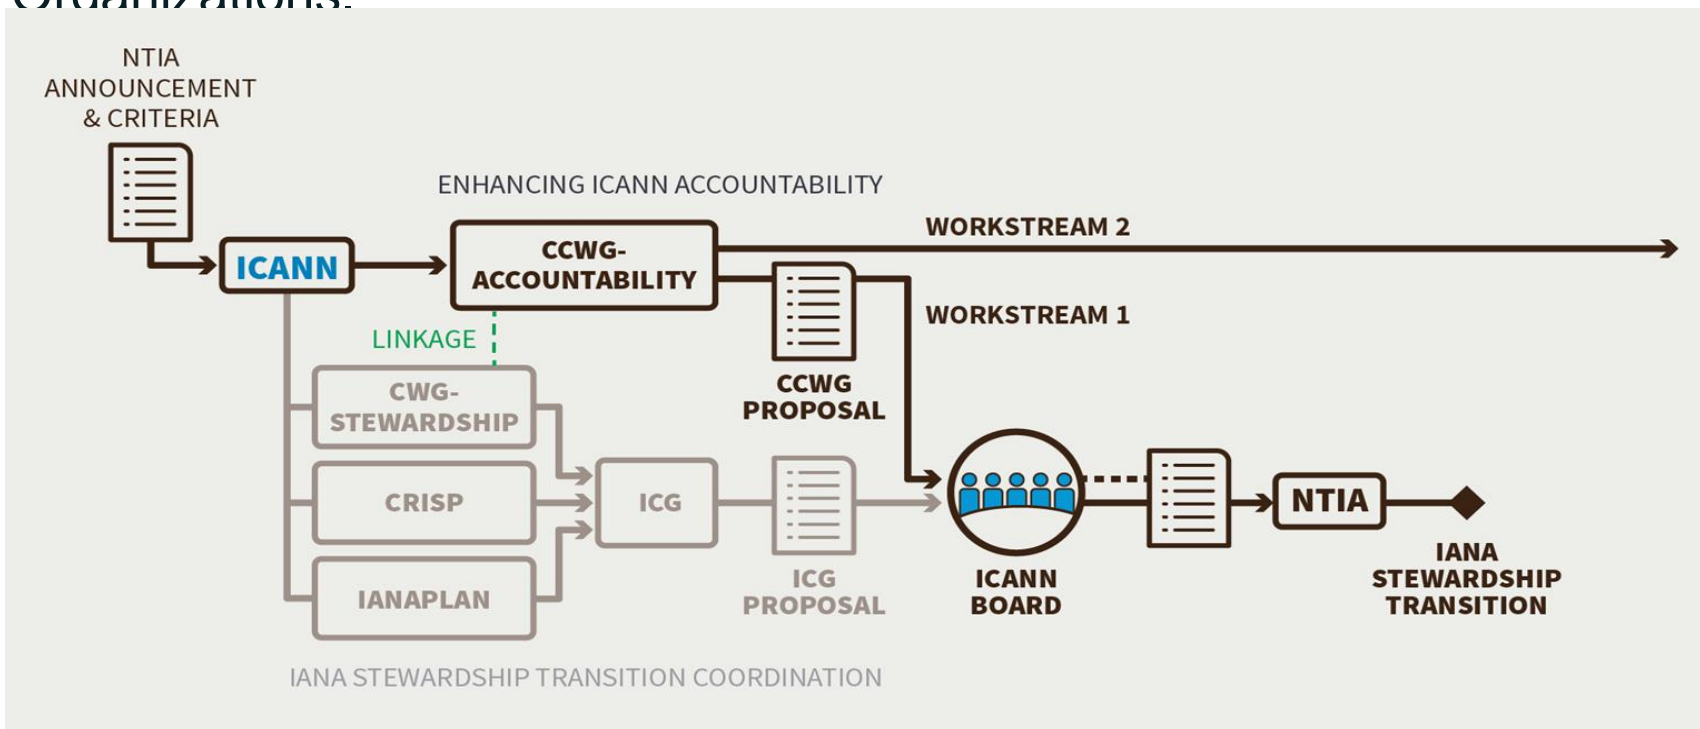 Organizations:
NTIA
ANNOUNCEMENT
& CRITERIA
ENHANCING ICANN ACCOUNTABILITY
WORKSTREAM 2
ICANN
CCWG-
ACCOUNTABILITY
WORKSTREAM 1
LINKAGE
CCWG
PROPOSAL
CWG-
STEWARDSHIP
CRISP
ICG
NTIA
IANAPLAN
ICG
PROPOSAL
ICANN
BOARD
IANA
STEWARDSHIP
TRANSITION
IANA STEWARDSHIP TRANSITION COORDINATION